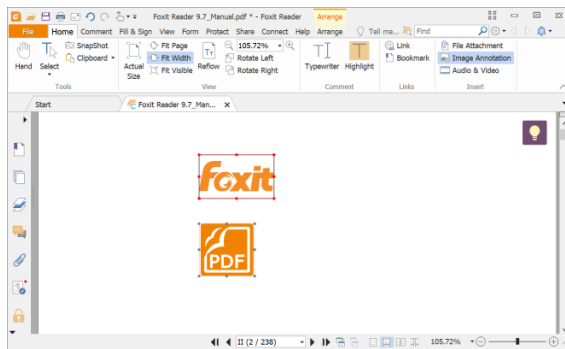 Foxit Reader 9.7_Manual.pdf * - Foxit Reader Arrange
File Home Comment Fill & Sign View Form Protect Share Connect Help Arrange Tell me... Find
Hand
Select
SnapShot
Clipboard
Tools
Actual Size
Fit Page
Fit Width
Fit Visible
Reflow
105.72%
Rotate Left
Rotate Right
View
Typewriter
Highlight
Comment
Link
Bookmark
Links
File Attachment
Image Annotation
Audio & Video
Insert
Start Foxit Reader 9.7_Man... x
foxit
PDF
II (2 / 238) 105.72%